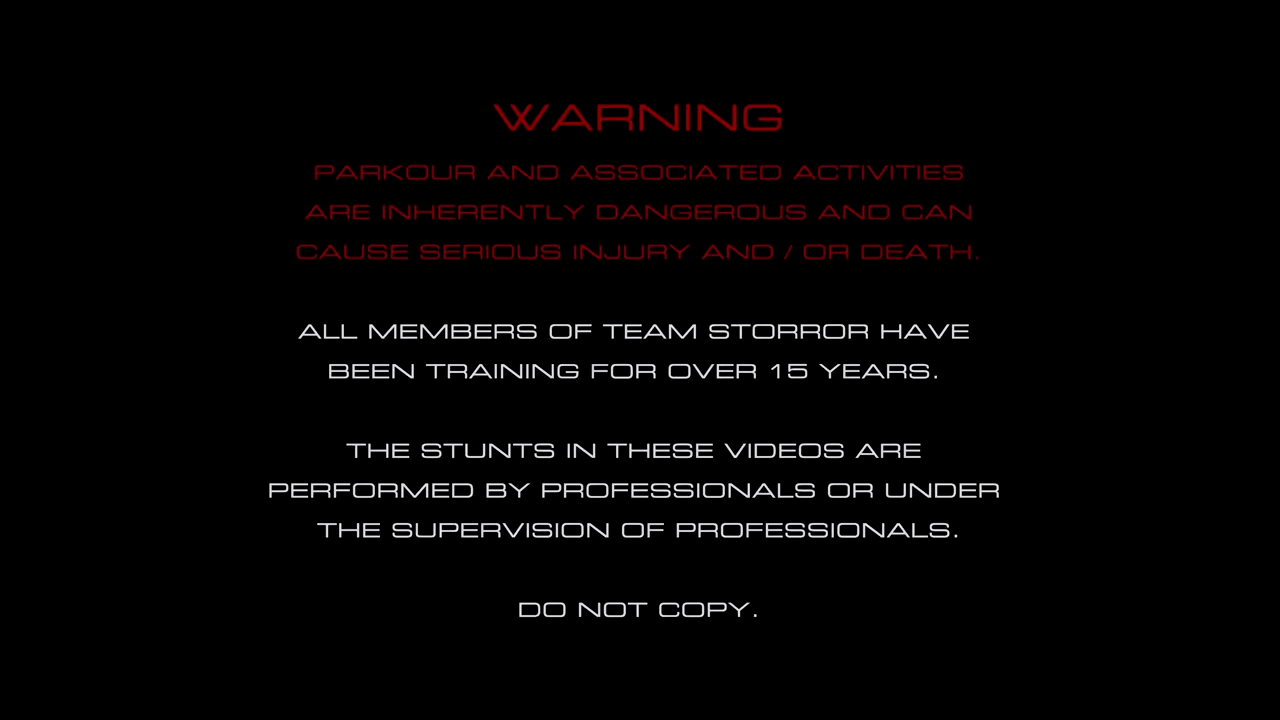 WARNING
PARKOUR AND ASSOCIATED ACTIVITIES
ARE INHERENTLY DANGEROUS AND CAN
CAUSE SERIOUS INJURY AND / OR DEATH.
ALL MEMBERS OF TEAM STORROR HAVE
BEEN TRAINING FOR OVER 15 YEARS.
THE STUNTS IN THESE VIDEOS ARE
PERFORMED BY PROFESSIONALS OR UNDER
THE SUPERVISION OF PROFESSIONALS.
DO NOT COPY.